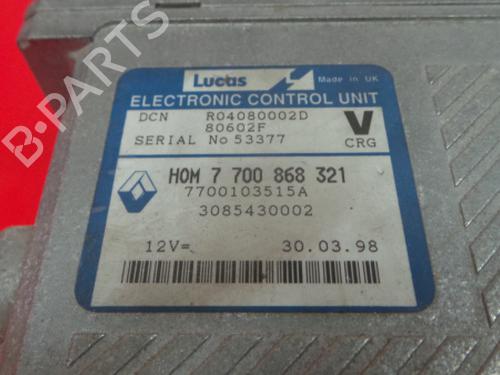 B-PARTS
Lucas
Made in UK
ELECTRONIC CONTROL UNIT
DCN R04080002D V
80602F
SERIAL No 53377 CRG
HOM 7 700 868 321
7700103515A
3085430002
12V= 30.03.98